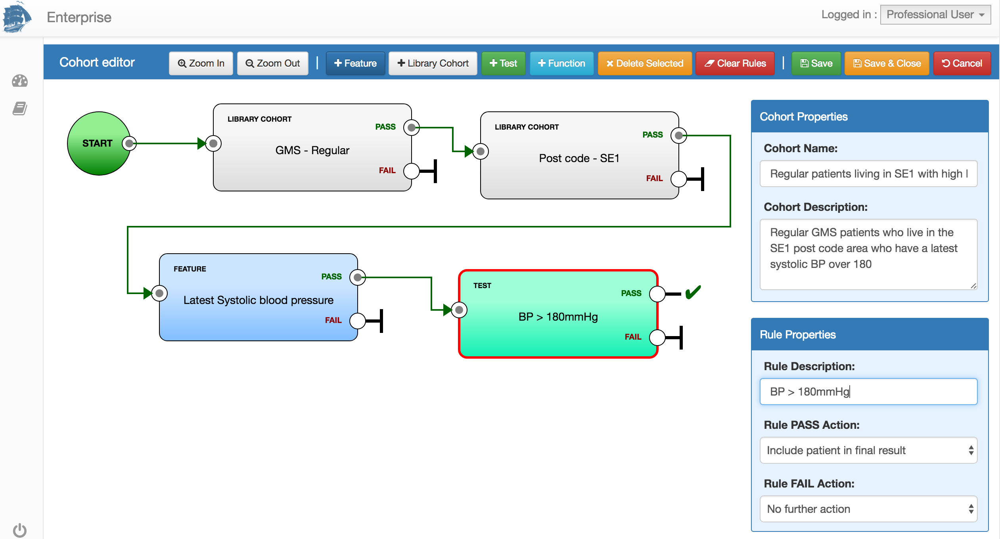 Enterprise
Logged in : Professional User
Cohort editor
Zoom In
Zoom Out
+ Feature
+ Library Cohort
+ Test
+ Function
Delete Selected
Clear Rules
Save
Save & Close
Cancel
START
LIBRARY COHORT
PASS
GMS - Regular
FAIL
LIBRARY COHORT
PASS
Post code - SE1
FAIL
FEATURE
PASS
Latest Systolic blood pressure
FAIL
TEST
PASS
BP > 180mmHg
FAIL
Cohort Properties
Cohort Name:
Regular patients living in SE1 with high
Cohort Description:
Regular GMS patients who live in the
SE1 post code area who have a latest
systolic BP over 180
Rule Properties
Rule Description:
BP > 180mmHg
Rule PASS Action:
Include patient in final result
Rule FAIL Action:
No further action